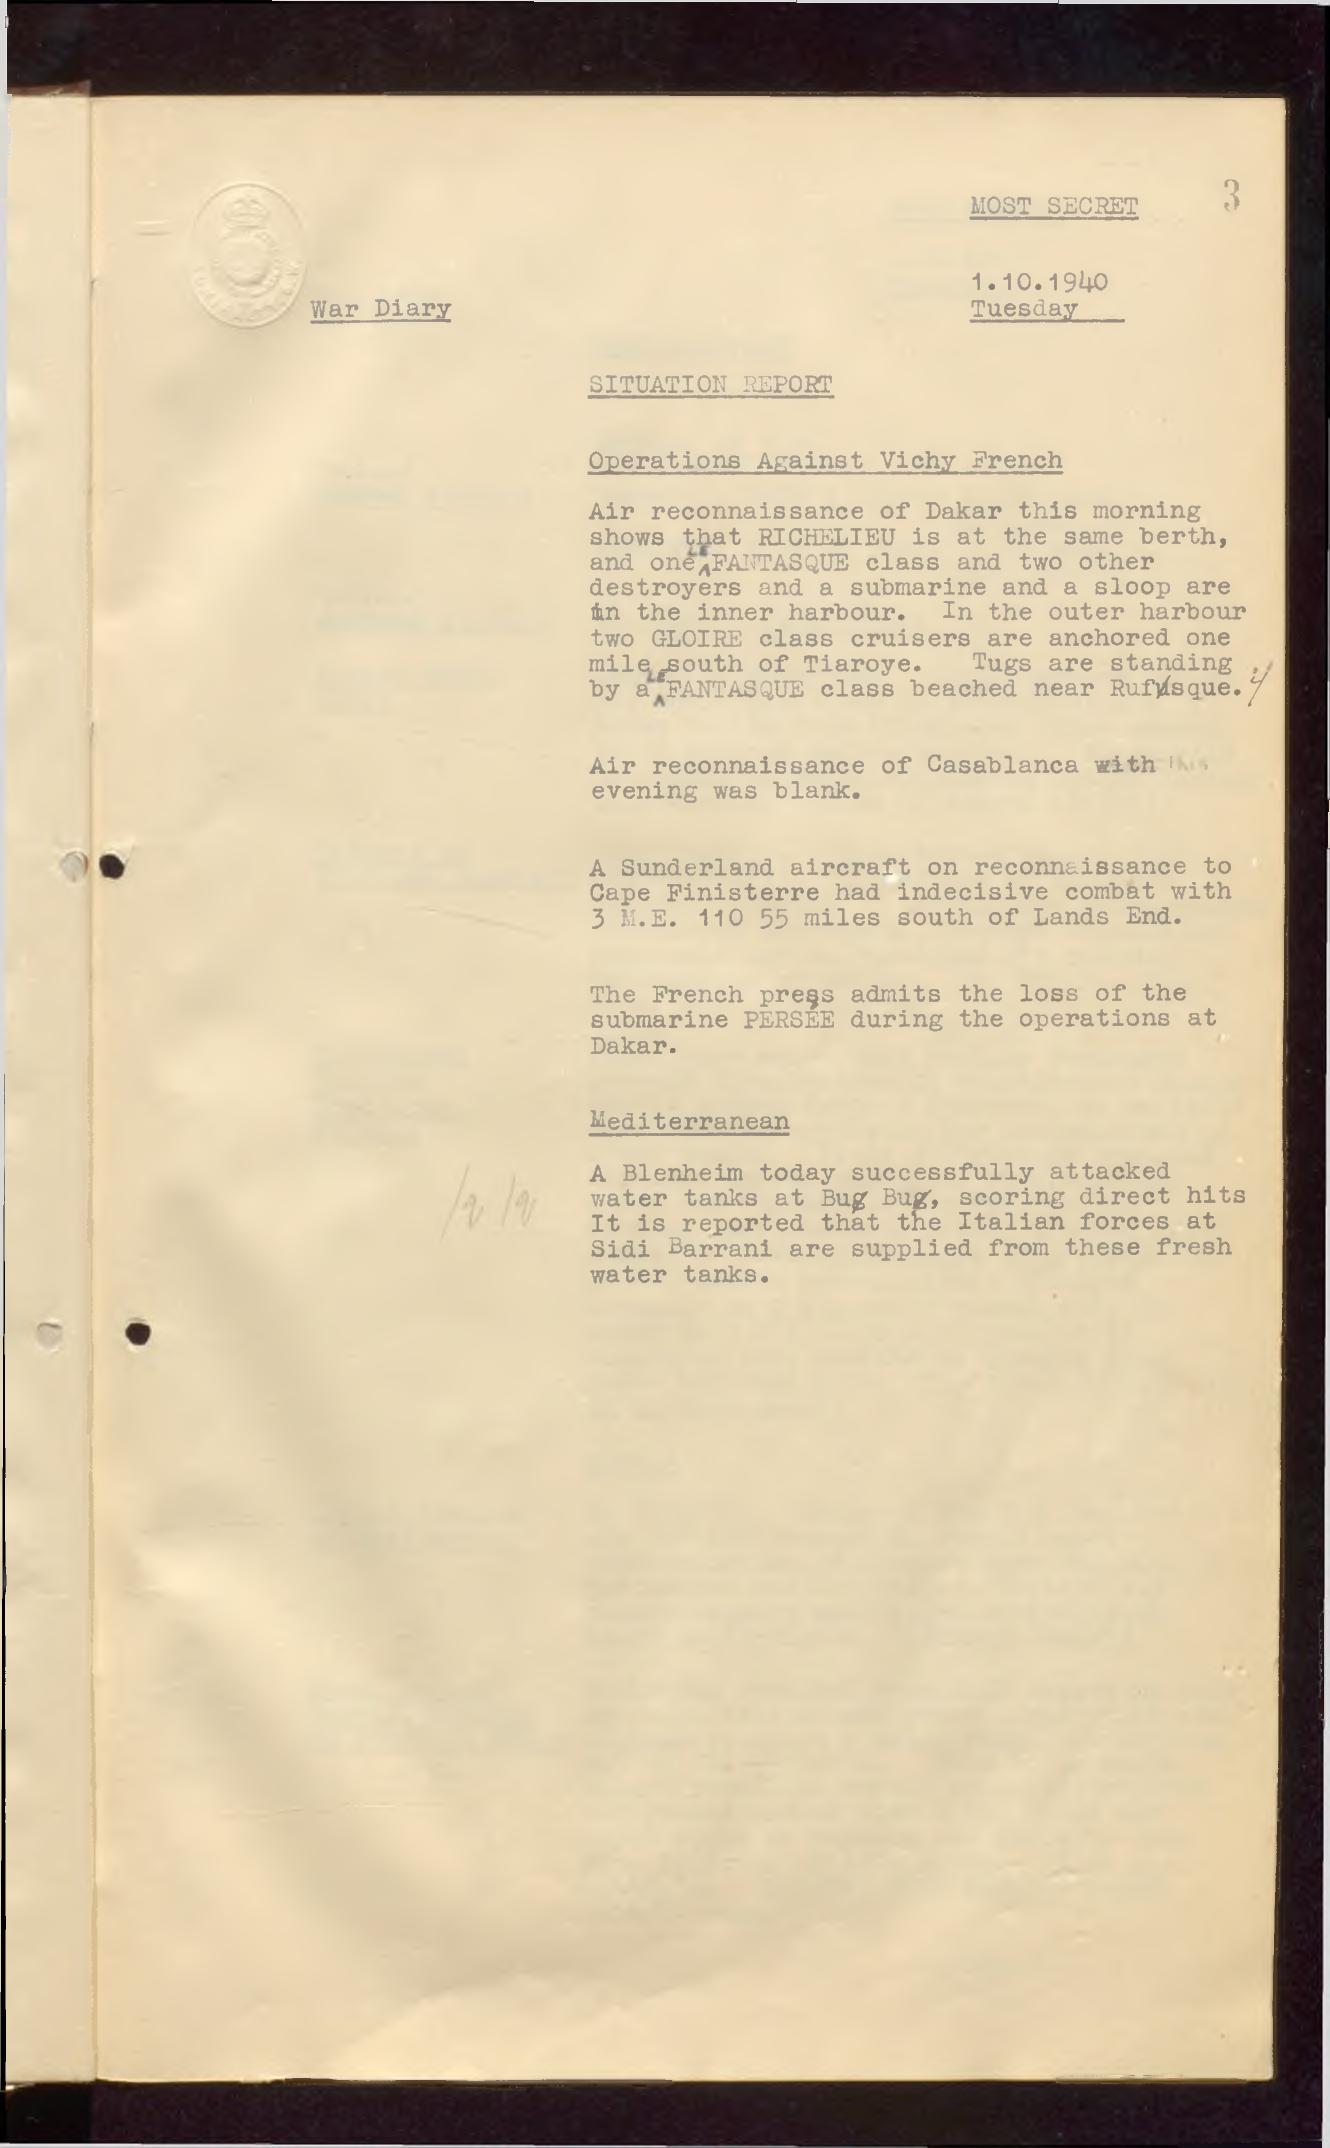 MOST SECRET
3
1.10.1940
War Diary
Tuesday
SITUATION REPORT
Operations Against Vichy French
Air reconnaissance of Dakar this morning
shows that RICHELIEU is at the same berth,
and one LE FANTASQUE class and two other
destroyers and a submarine and a sloop are
in the inner harbour. In the outer harbour
two GLOIRE class cruisers are anchored one
mile south of Tiaroye. Tugs are standing
by a LE FANTASQUE class beached near Rufusque.
Air reconnaissance of Casablanca with this
evening was blank.
A Sunderland aircraft on reconnaissance to
Cape Finisterre had indecisive combat with
3 M.E. 110 55 miles south of Lands End.
The French press admits the loss of the
submarine PERSÉE during the operations at
Dakar.
Mediterranean
A Blenheim today successfully attacked
water tanks at Bug Bug, scoring direct hits
It is reported that the Italian forces at
Sidi Barrani are supplied from these fresh
water tanks.